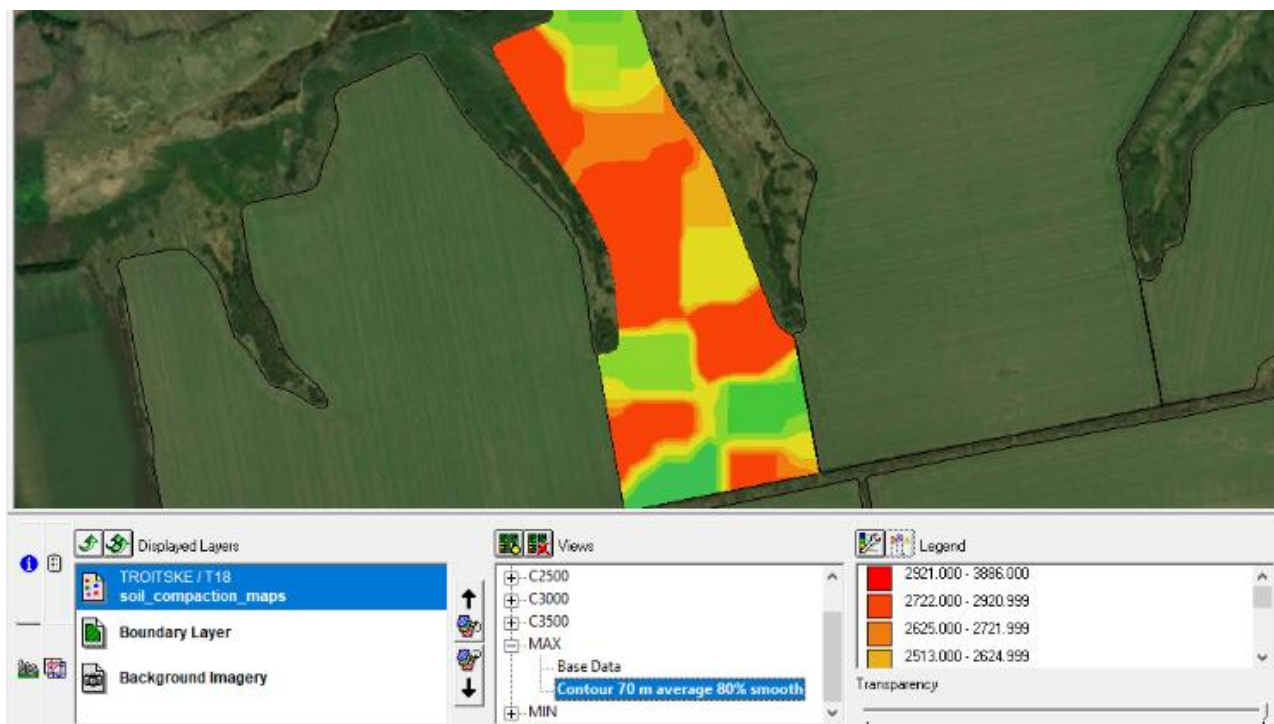 Displayed Layers
TROITSKE / T18
soil_compaction_maps
Boundary Layer
Background Imagery
Views
C2500
C3000
C3500
MAX
Base Data
Contour 70 m average 80% smooth
MIN
Legend
2921.000 - 3886.000
2722.000 - 2920.999
2625.000 - 2721.999
2513.000 - 2624.999
Transparency